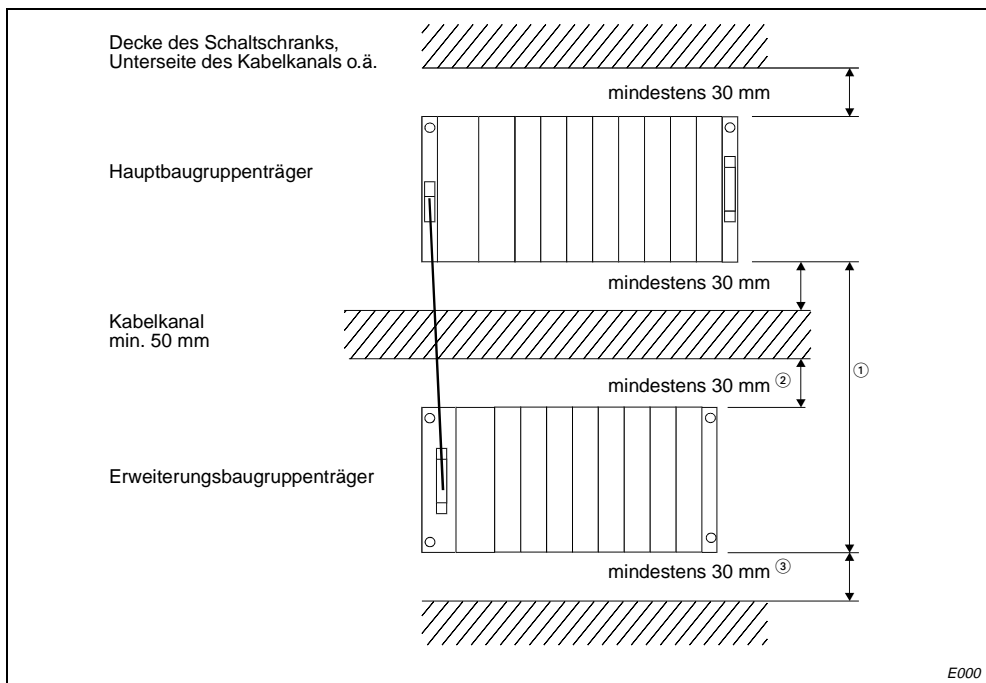 Decke des Schaltschranks,
Unterseite des Kabelkanals o.ä.
mindestens 30 mm
Hauptbaugruppenträger
mindestens 30 mm
Kabelkanal
min. 50 mm
①
mindestens 30 mm ②
Erweiterungsbaugruppenträger
mindestens 30 mm ③
E000